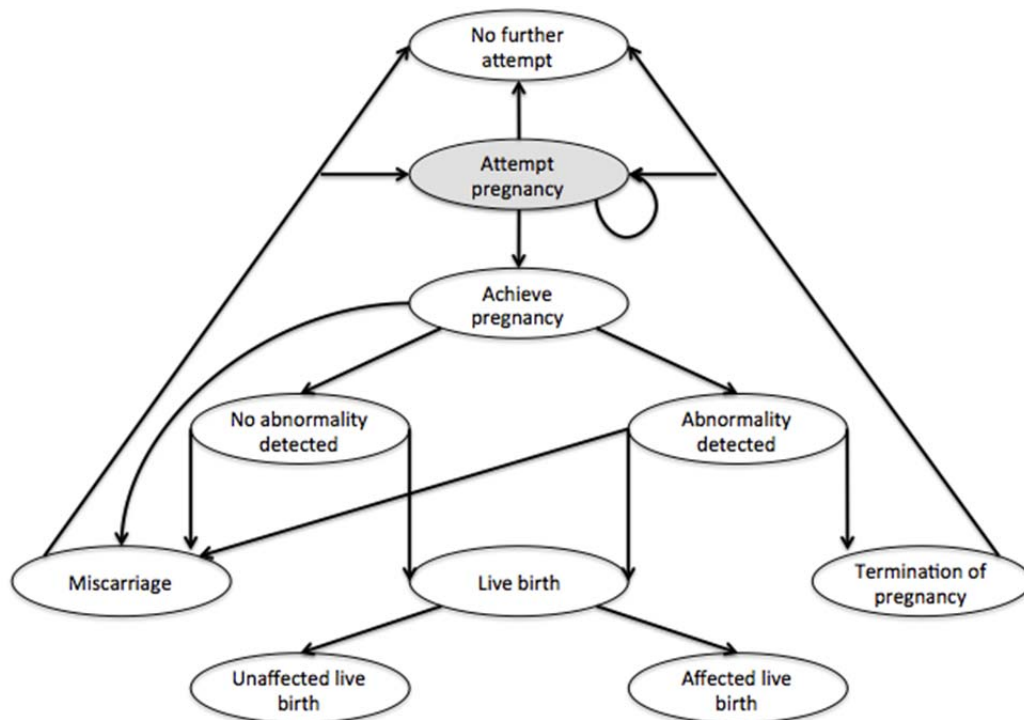 No further
attempt
Attempt
pregnancy
Achieve
pregnancy
No abnormality
detected
Abnormality
detected
Miscarriage
Live birth
Termination of
pregnancy
Unaffected live
birth
Affected live
birth